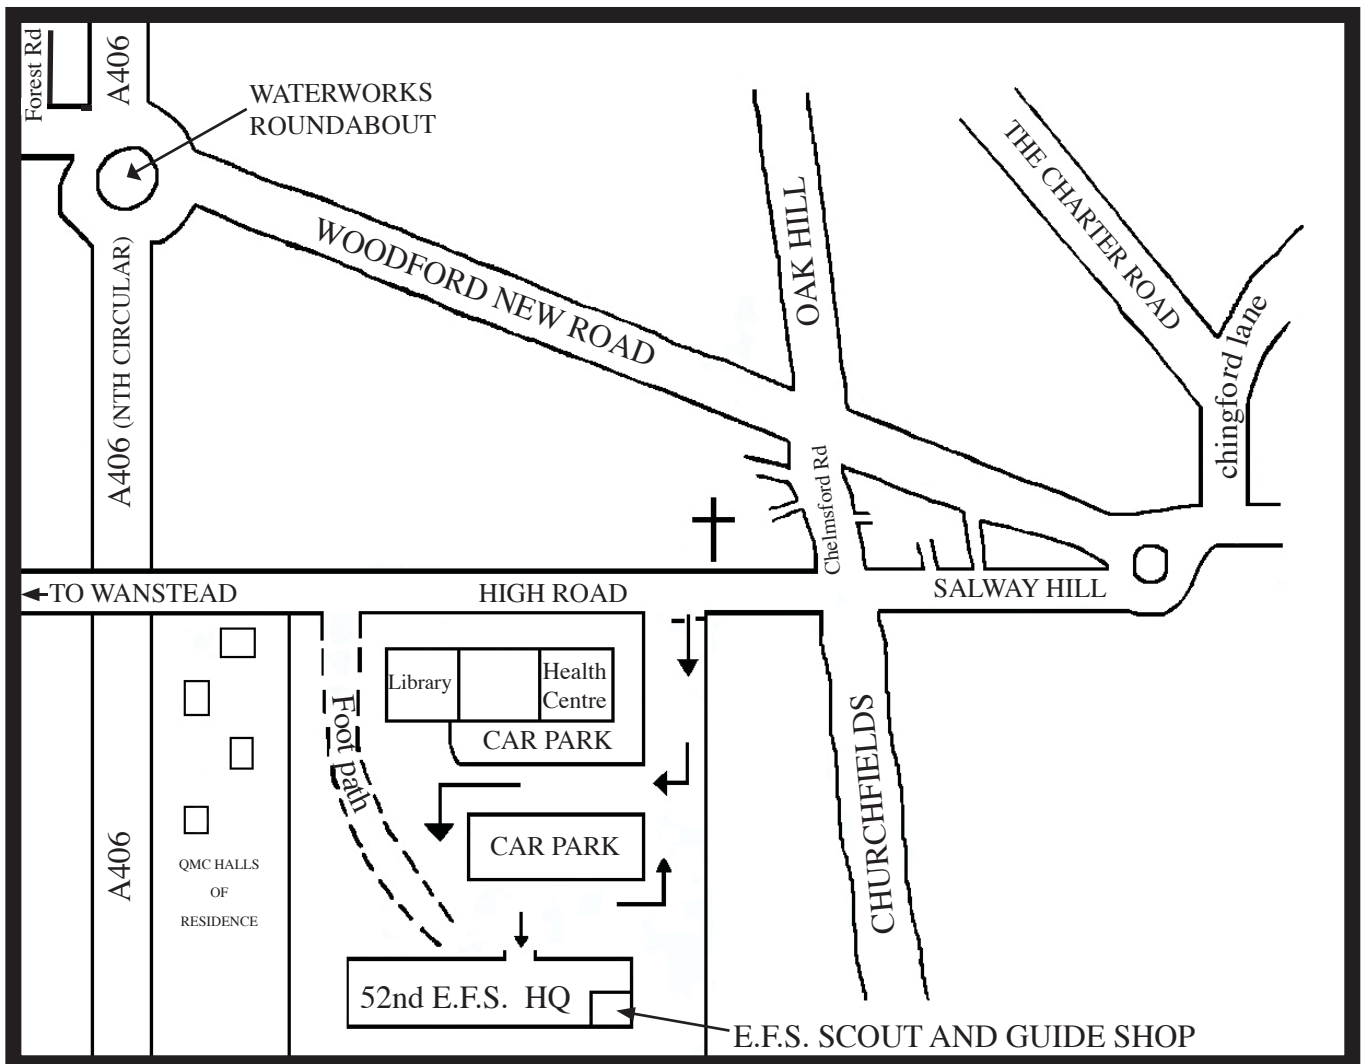 Forest Rd
A406
WATERWORKS
ROUNDABOUT
WOODFORD NEW ROAD
OAK HILL
THE CHARTER ROAD
chingford lane
A406 (NTH CIRCULAR)
Chelmsford Rd
TO WANSTEAD
HIGH ROAD
SALWAY HILL
Library
Health
Centre
Foot path
CAR PARK
CHURCHFIELDS
CAR PARK
A406
QMC HALLS
OF
RESIDENCE
52nd E.F.S. HQ
E.F.S. SCOUT AND GUIDE SHOP